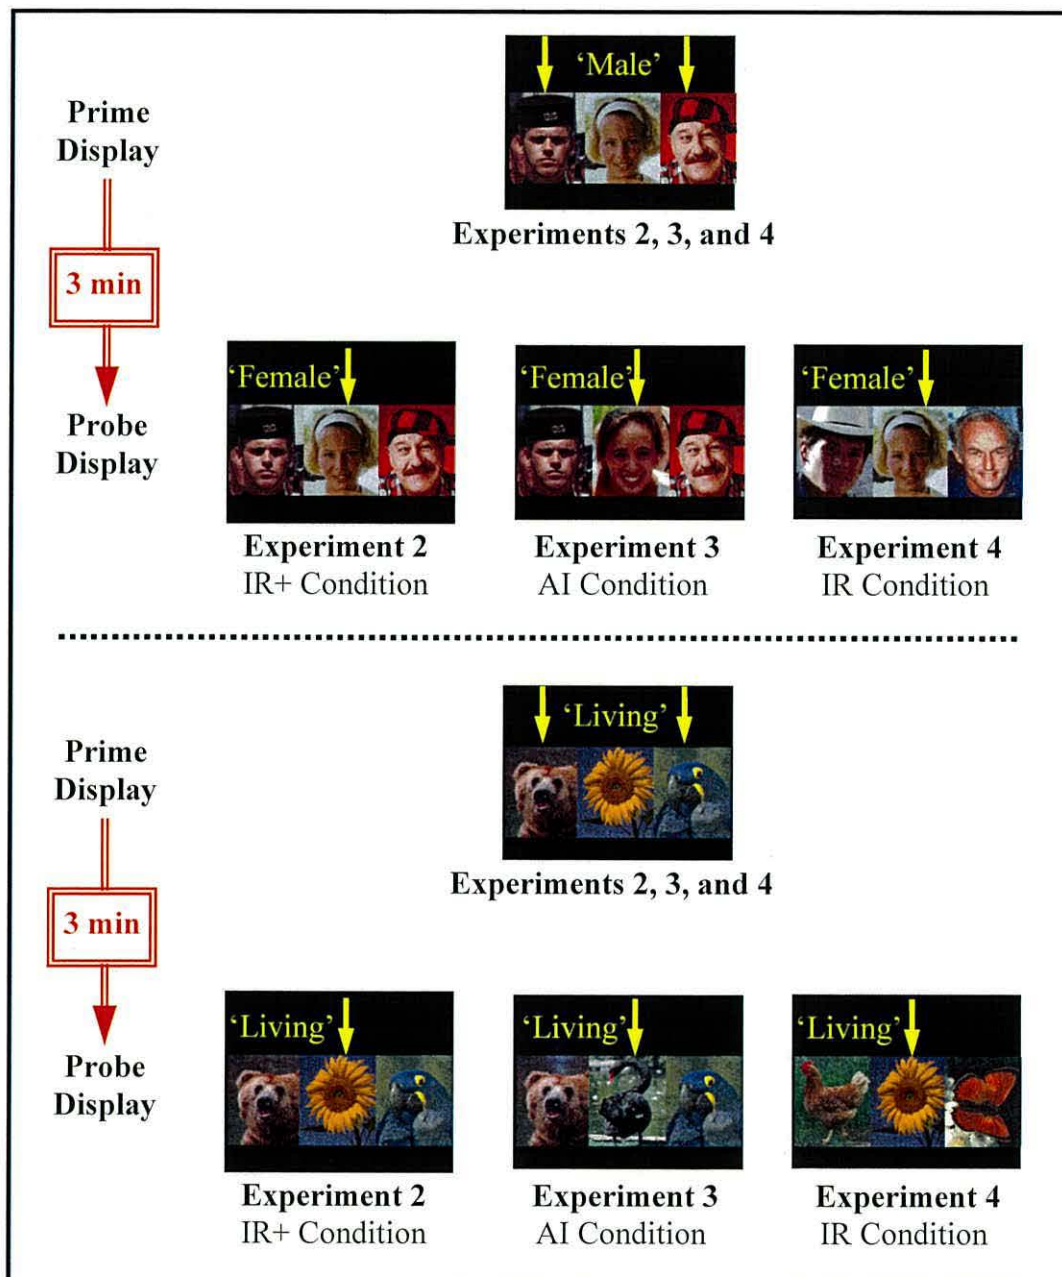 ‘Male’
Prime
Display
Experiments 2, 3, and 4
3 min
‘Female’
‘Female’
‘Female’
Probe
Display
Experiment 2
IR+ Condition
Experiment 3
AI Condition
Experiment 4
IR Condition
‘Living’
Prime
Display
Experiments 2, 3, and 4
3 min
‘Living’
‘Living’
‘Living’
Probe
Display
Experiment 2
IR+ Condition
Experiment 3
AI Condition
Experiment 4
IR Condition